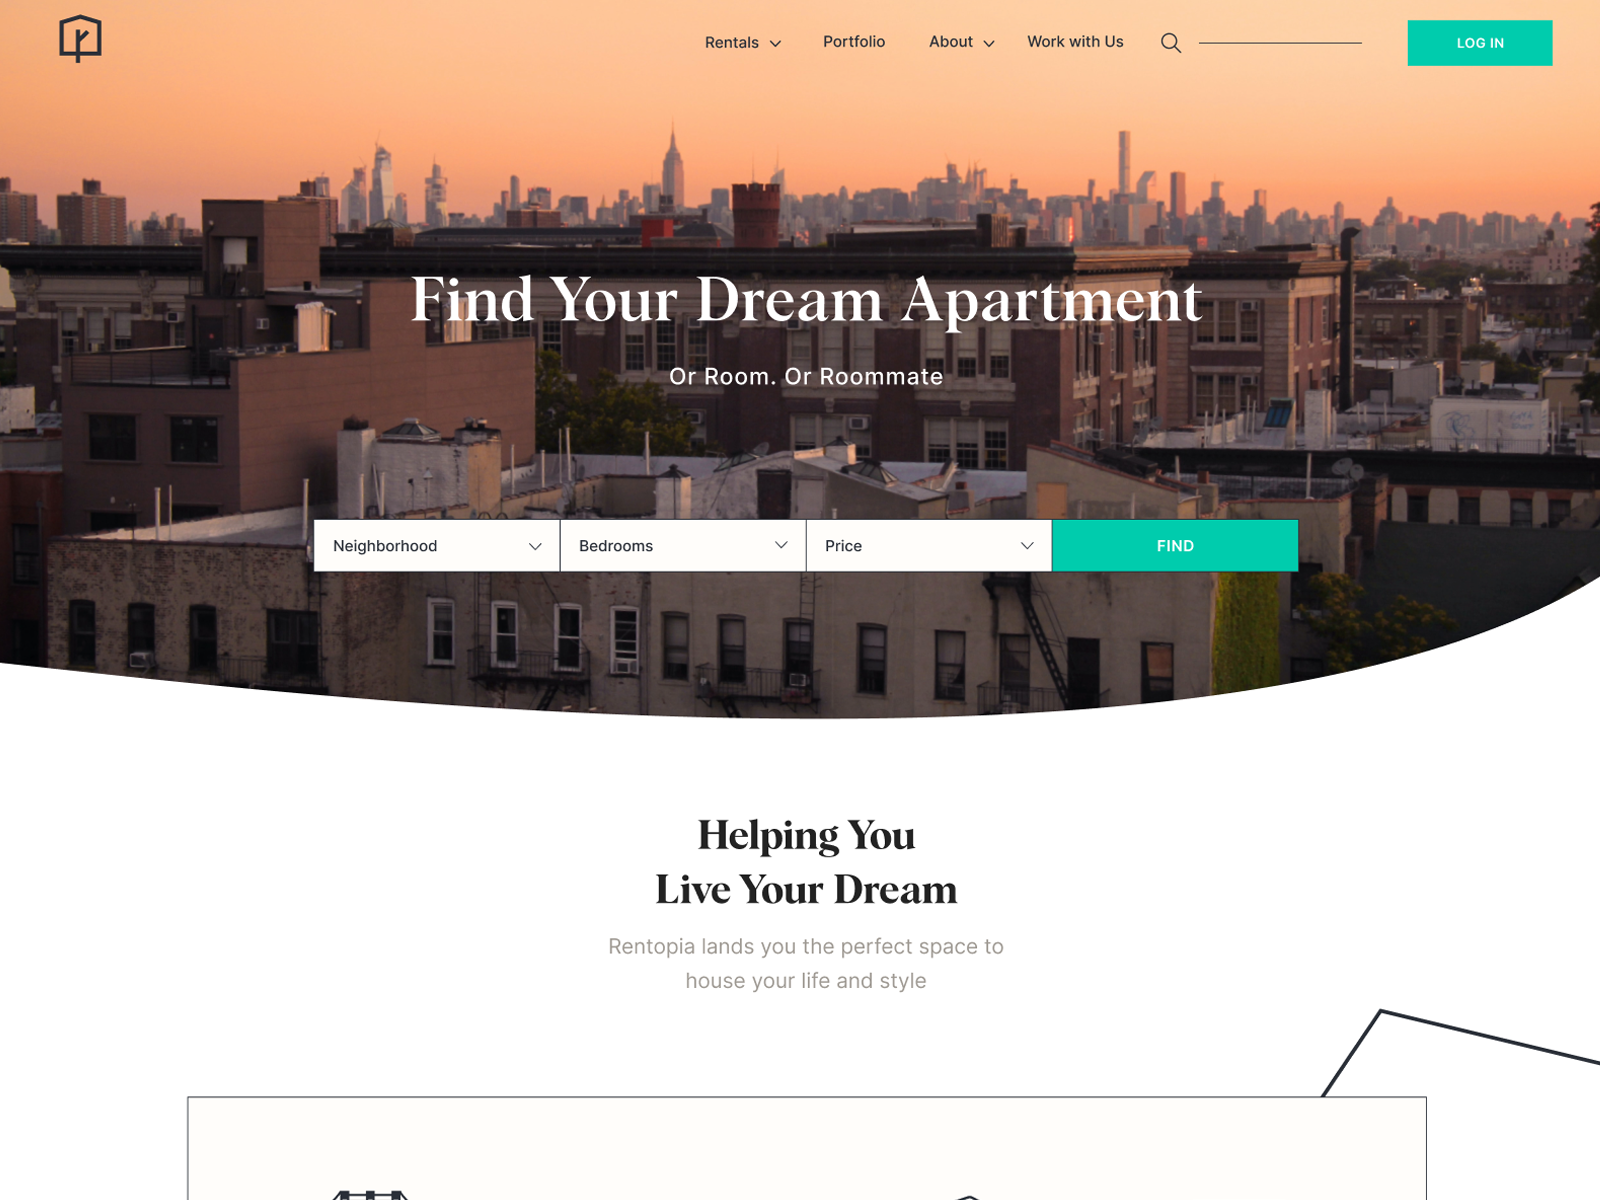 Rentals
Portfolio
About
Work with Us
LOG IN
Find Your Dream Apartment
Or Room. Or Roommate
Neighborhood
Bedrooms
Price
FIND
Helping You
Live Your Dream
Rentopia lands you the perfect space to
house your life and style